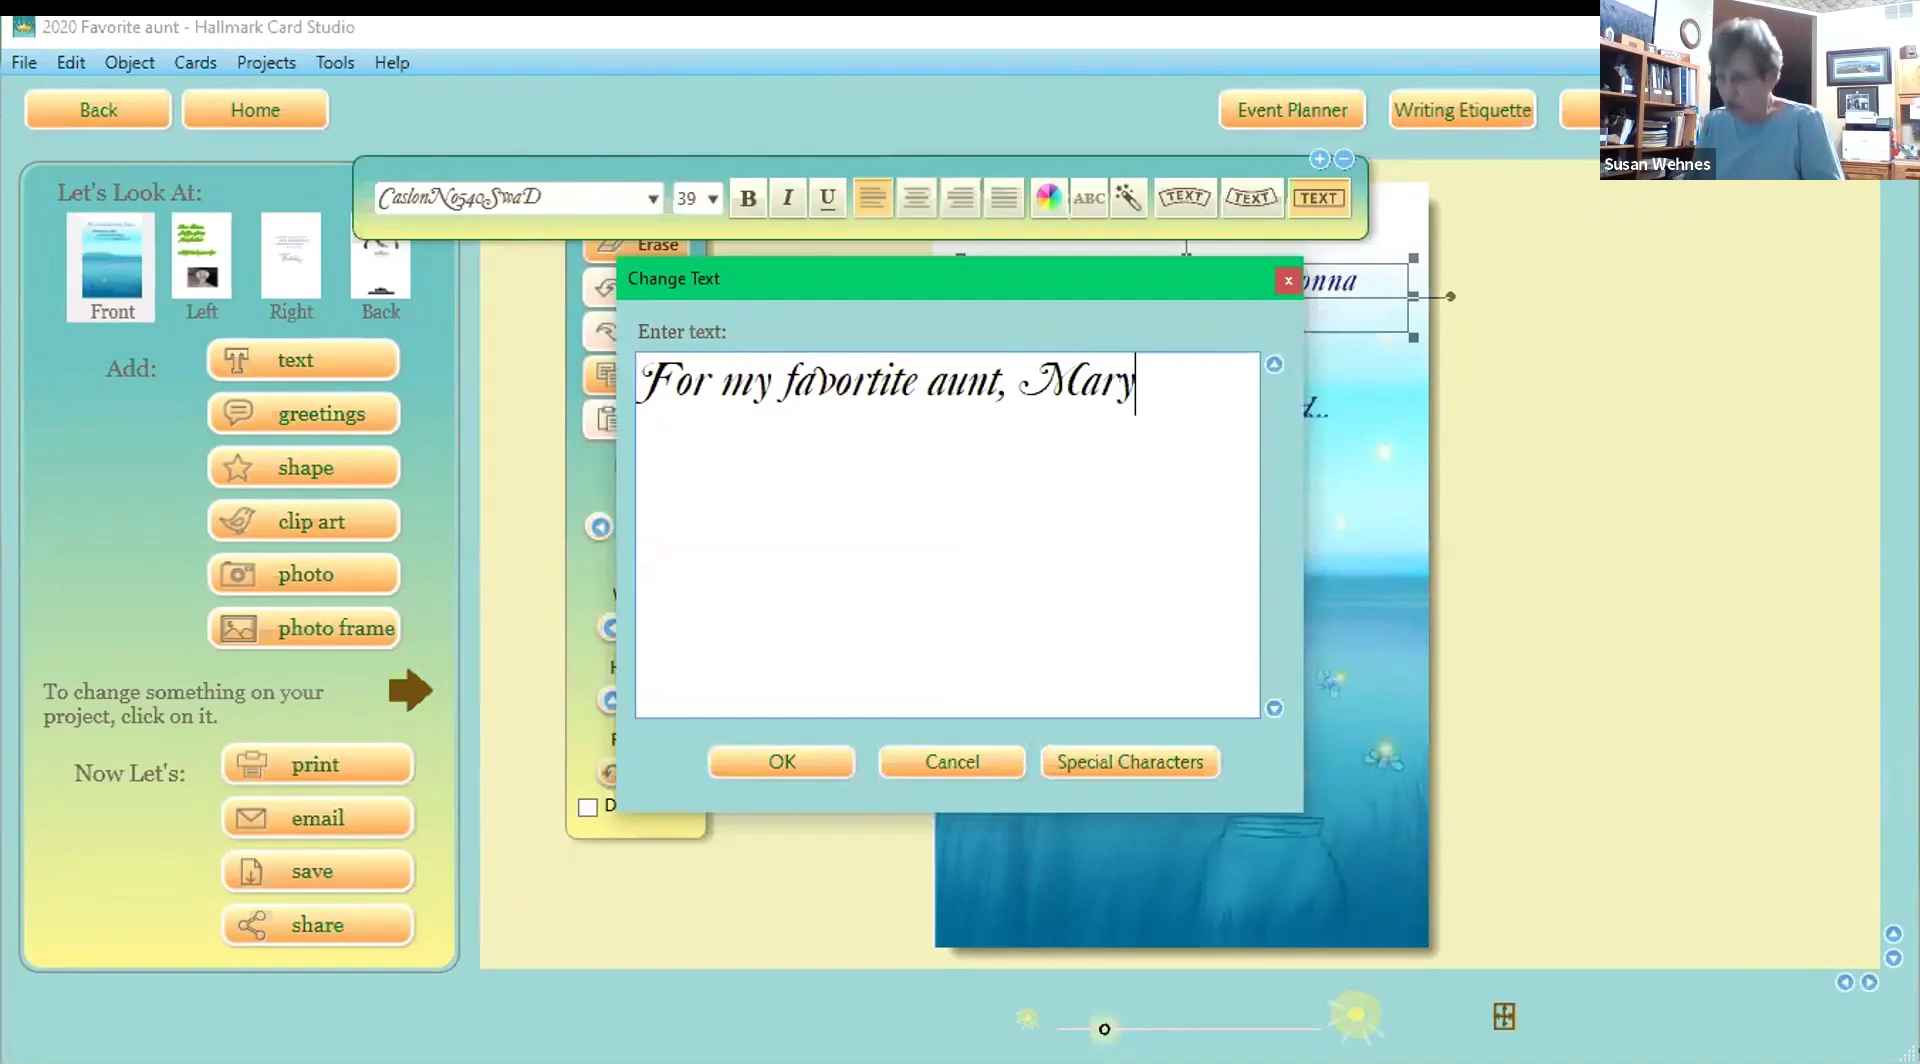 2020 Favorite aunt - Hallmark Card Studio
File Edit Object Cards Projects Tools Help
Back Home Event Planner Writing Etiquette
Susan Wehnes
Let's Look At:
CaslonNo540SwaD 39 B I U ABC TEXT TEXT TEXT
Front Left Right Back
Erase
Change Text x
onna
Enter text:
For my favortite aunt, Mary
d...
Add:
text
greetings
shape
clip art
photo
photo frame
To change something on your
project, click on it.
Now Let's:
print
email
save
share
OK Cancel Special Characters
D